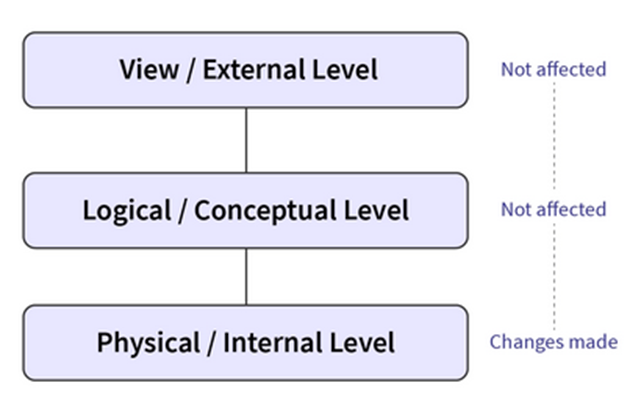 View / External Level
Not affected
Logical / Conceptual Level
Not affected
Physical / Internal Level
Changes made